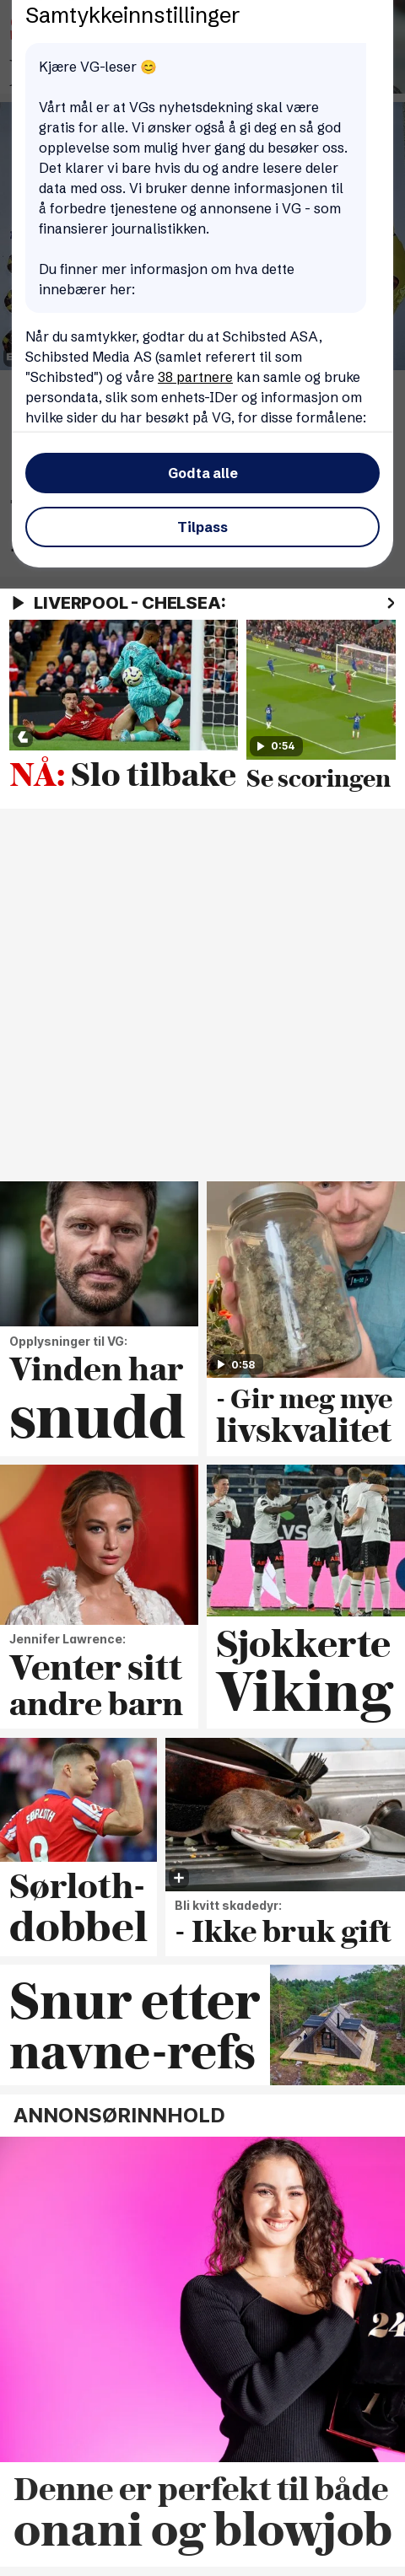 Samtykkeinnstillinger
Kjære VG-leser 😊
Vårt mål er at VGs nyhetsdekning skal være
gratis for alle. Vi ønsker også å gi deg en så god
opplevelse som mulig hver gang du besøker oss.
Det klarer vi bare hvis du og andre lesere deler
data med oss. Vi bruker denne informasjonen til
å forbedre tjenestene og annonsene i VG - som
finansierer journalistikken.
Du finner mer informasjon om hva dette
innebærer her:
Når du samtykker, godtar du at Schibsted ASA,
Schibsted Media AS (samlet referert til som
"Schibsted") og våre 38 partnere kan samle og bruke
persondata, slik som enhets-IDer og informasjon om
hvilke sider du har besøkt på VG, for disse formålene:
Godta alle
Tilpass
LIVERPOOL - CHELSEA:
0:54
NÅ: Slo tilbake
Se scoringen
0:58
Opplysninger til VG:
Vinden har
snudd
- Gir meg mye
livskvalitet
Jennifer Lawrence:
Venter sitt
andre barn
Sjokkerte
Viking
SØRLOTH
9
Sørloth-
dobbel
Bli kvitt skadedyr:
- Ikke bruk gift
Snur etter
navne-refs
ANNONSØRINNHOLD
24
Denne er perfekt til både
onani og blowjob